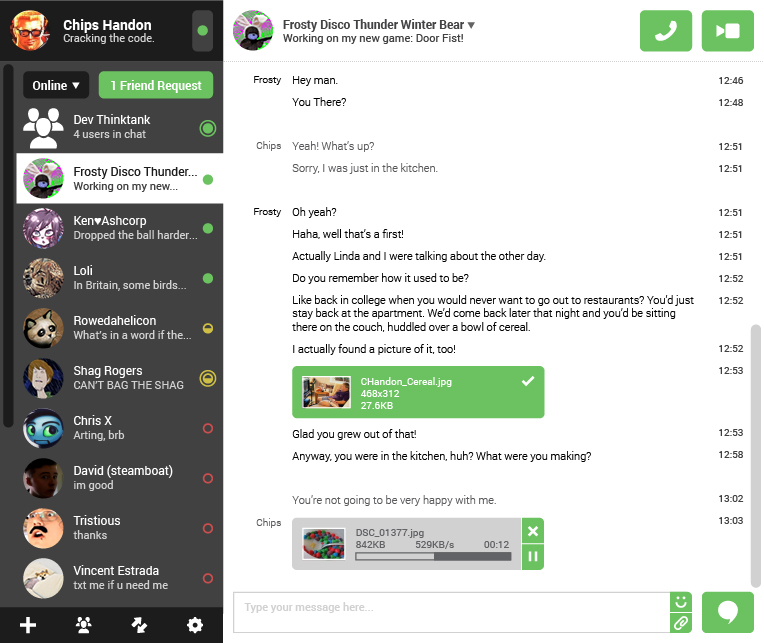 Chips Handon
Cracking the code.
Online ▾
1 Friend Request
Dev Thinktank
4 users in chat
Frosty Disco Thunder...
Working on my new...
Ken♥Ashcorp
Dropped the ball harder...
Loli
In Britain, some birds...
Rowedahelicon
What's in a word if the...
Shag Rogers
CAN'T BAG THE SHAG
Chris X
Arting, brb
David (steamboat)
im good
Tristious
thanks
Vincent Estrada
txt me if u need me
Frosty Disco Thunder Winter Bear ▾
Working on my new game: Door Fist!
Frosty Hey man. 12:46
You There? 12:48
Chips Yeah! What's up? 12:51
Sorry, I was just in the kitchen. 12:51
Frosty Oh yeah? 12:51
Haha, well that's a first! 12:51
Actually Linda and I were talking about the other day. 12:51
Do you remember how it used to be? 12:52
Like back in college when you would never want to go out to restaurants? You'd just 12:52
stay back at the apartment. We'd come back later that night and you'd be sitting
there on the couch, huddled over a bowl of cereal.
I actually found a picture of it, too! 12:52
CHandon_Cereal.jpg 12:53
468x312
27.6KB
Glad you grew out of that! 12:53
Anyway, you were in the kitchen, huh? What were you making? 12:58
You're not going to be very happy with me. 13:02
Chips 13:03
DSC_01377.jpg
842KB 529KB/s 00:12
Type your message here...